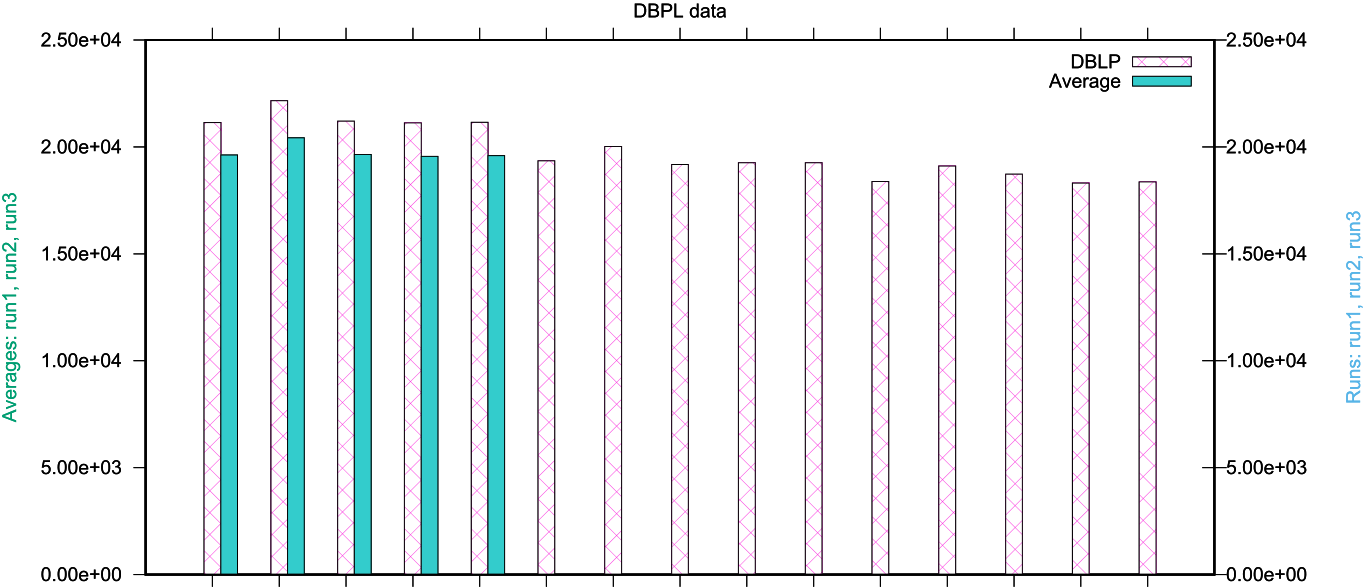 DBPL data
2.50e+04
2.00e+04
1.50e+04
1.00e+04
5.00e+03
0.00e+00
Averages: run1, run2, run3
DBLP
Average
2.50e+04
2.00e+04
1.50e+04
1.00e+04
5.00e+03
0.00e+00
Runs: run1, run2, run3